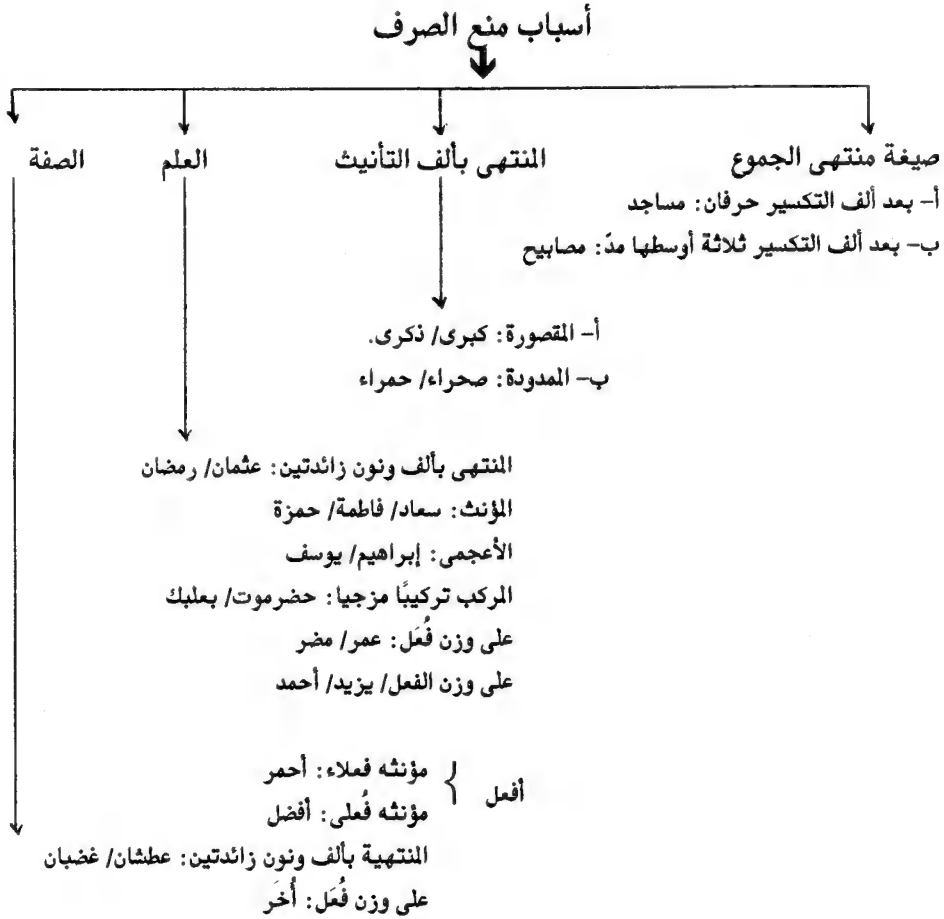 أسباب منع الصرف
صيغة منتهى الجموع
أ– بعد ألف التكسير حرفان: مساجد
ب– بعد ألف التكسير ثلاثة أوسطها مدّ: مصابيح
المنتهى بألف التأنيث
أ– المقصورة: كبرى/ ذكرى.
ب– الممدودة: صحراء/ حمراء
العلم
المنتهى بألف ونون زائدتين: عثمان/ رمضان
المؤنث: سعاد/ فاطمة/ حمزة
الأعجمى: إبراهيم/ يوسف
المركب تركيبًا مزجيا: حضرموت/ بعلبك
على وزن فُعَل: عمر/ مضر
على وزن الفعل/ يزيد/ أحمد
الصفة
أفعل {
مؤنثه فعلاء: أحمر
مؤنثه فُعلى: أفضل
المنتهية بألف ونون زائدتين: عطشان/ غضبان
على وزن فُعَل: أُخَر